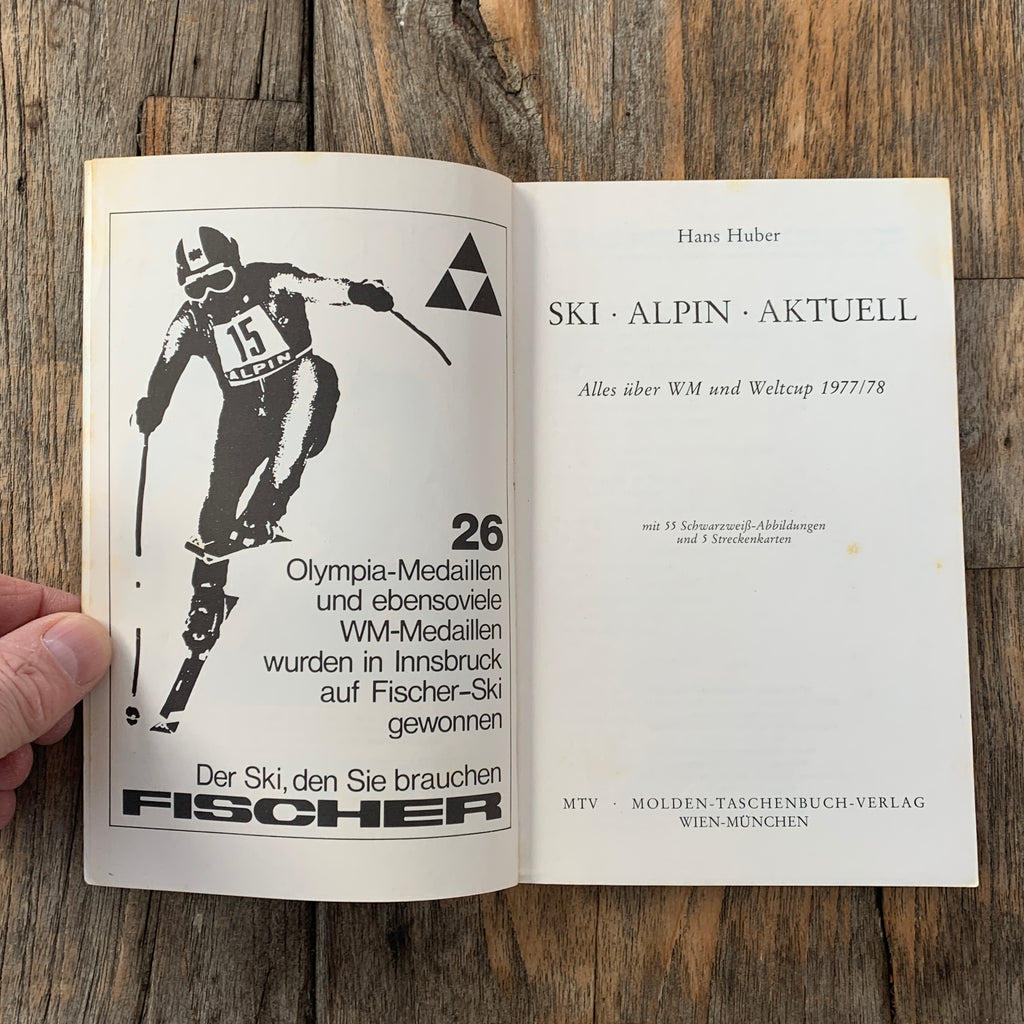 15
ALPIN
26
Olympia-Medaillen
und ebensoviele
WM-Medaillen
wurden in Innsbruck
auf Fischer-Ski
gewonnen
Der Ski, den Sie brauchen
FISCHER
Hans Huber
SKI · ALPIN · AKTUELL
Alles über WM und Weltcup 1977/78
mit 55 Schwarzweiß-Abbildungen
und 5 Streckenkarten
MTV · MOLDEN-TASCHENBUCH-VERLAG
WIEN-MÜNCHEN